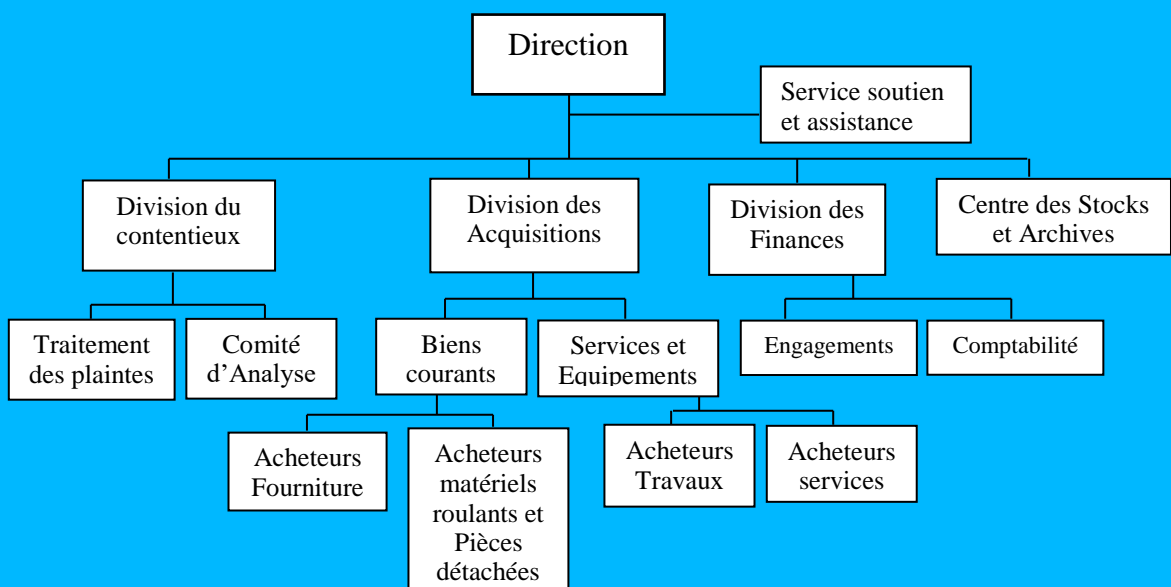 Direction
Service soutien
et assistance
Division du
contentieux
Division des
Acquisitions
Division des
Finances
Centre des Stocks
et Archives
Traitement
des plaintes
Comité
d’Analyse
Biens
courants
Services et
Equipements
Engagements
Comptabilité
Acheteurs
Fourniture
Acheteurs
matériels
roulants et
Pièces
détachées
Acheteurs
Travaux
Acheteurs
services